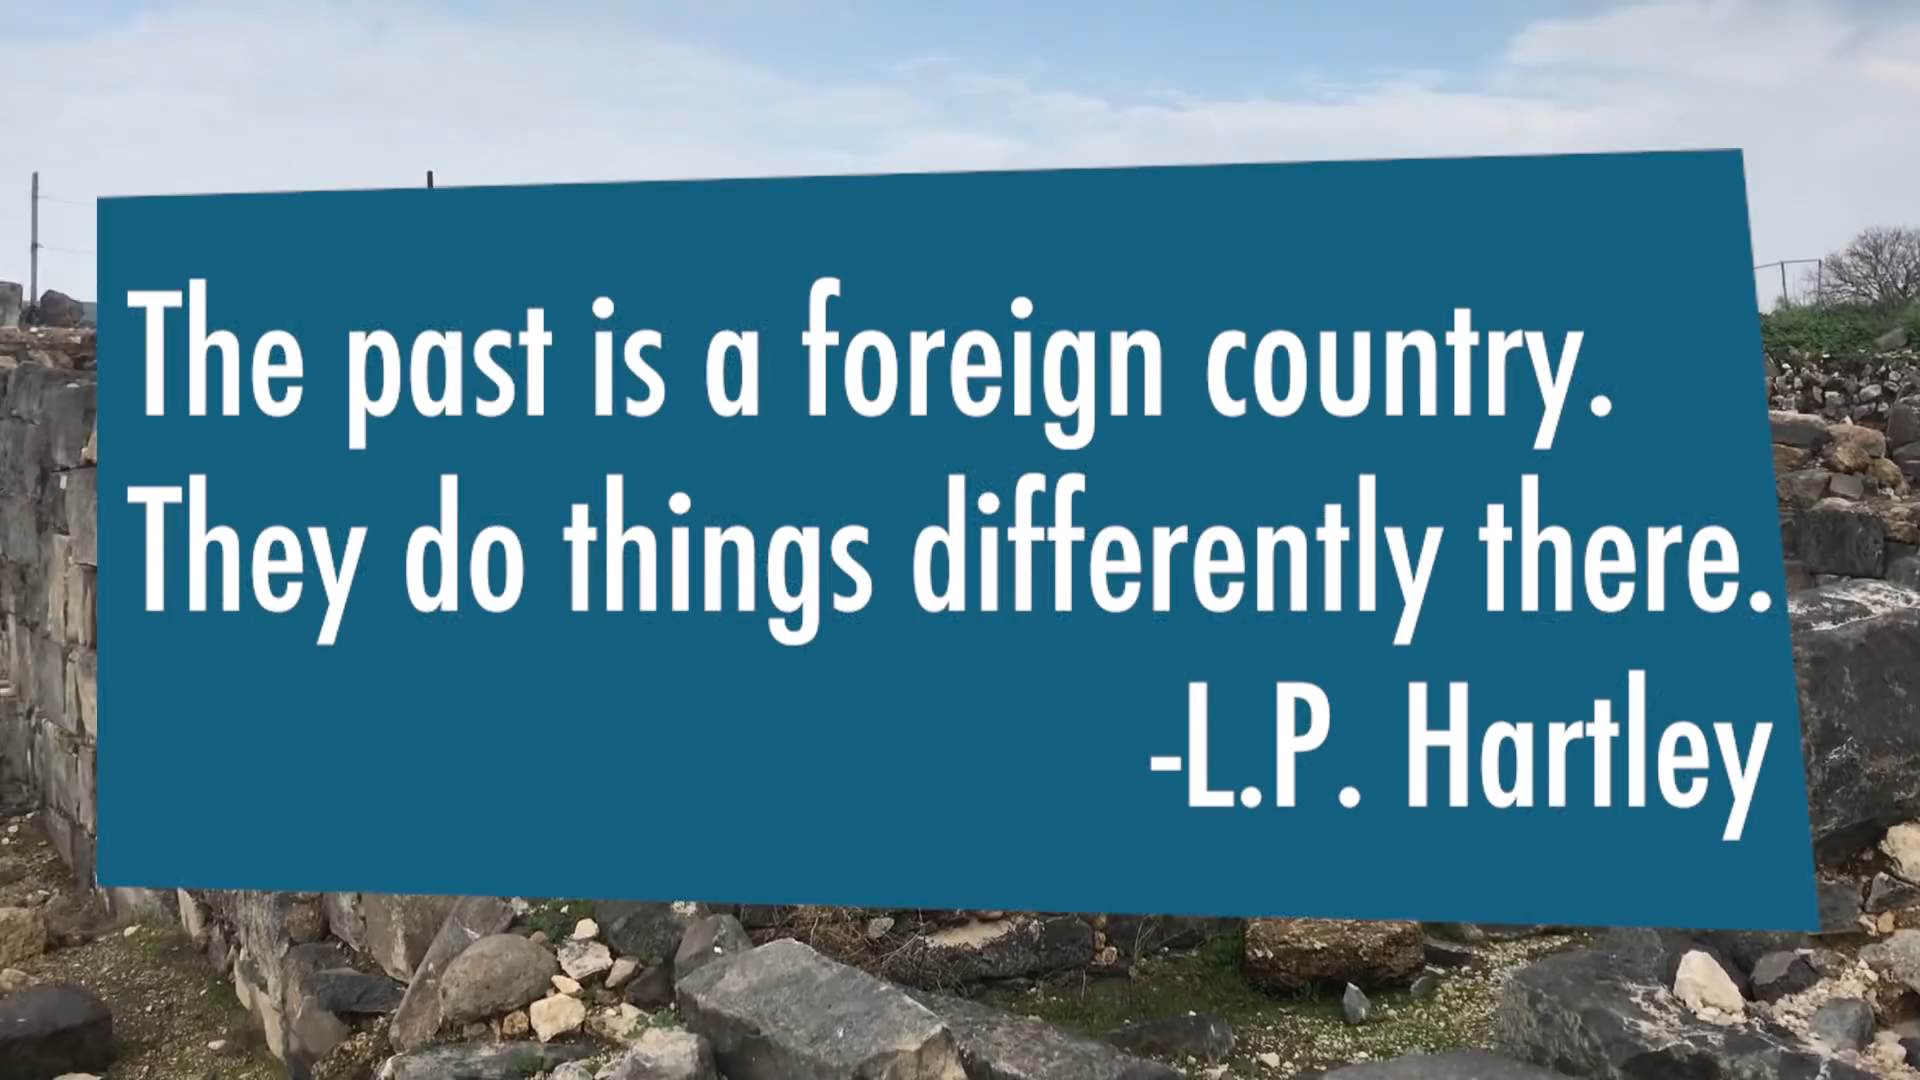 The past is a foreign country.
They do things differently there.
-L.P. Hartley